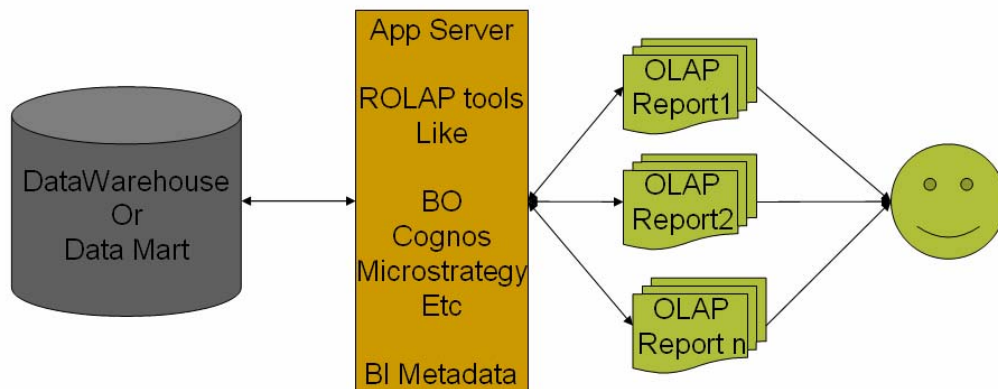 DataWarehouse
Or
Data Mart
App Server
ROLAP tools
Like
BO
Cognos
Microstrategy
Etc
BI Metadata
OLAP
Report1
OLAP
Report2
OLAP
Report n